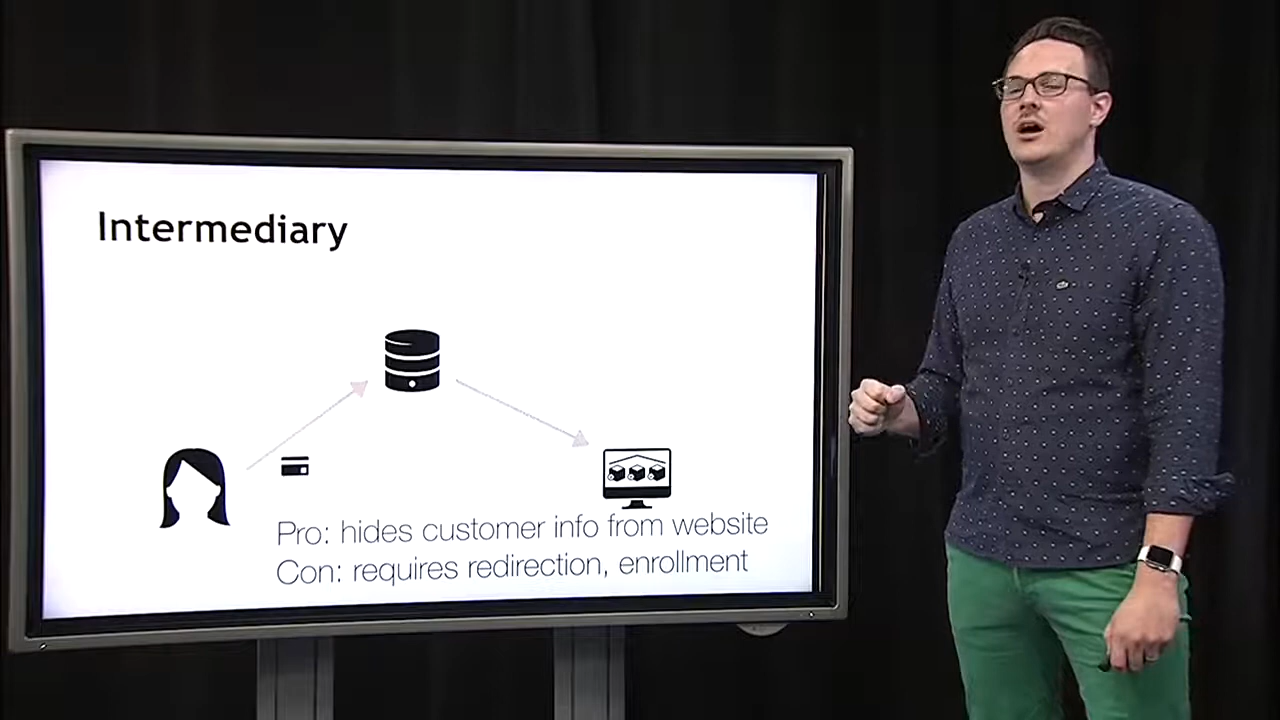 Intermediary
Pro: hides customer info from website
Con: requires redirection, enrollment